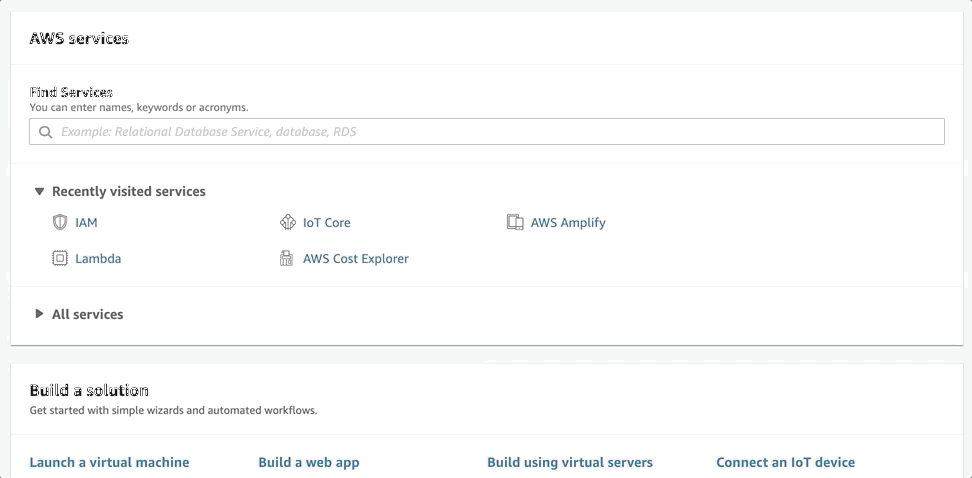 AWS services
Find Services
You can enter names, keywords or acronyms.
Example: Relational Database Service, database, RDS
Recently visited services
IAM
IoT Core
AWS Amplify
Lambda
AWS Cost Explorer
All services
Build a solution
Get started with simple wizards and automated workflows.
Launch a virtual machine
Build a web app
Build using virtual servers
Connect an IoT device